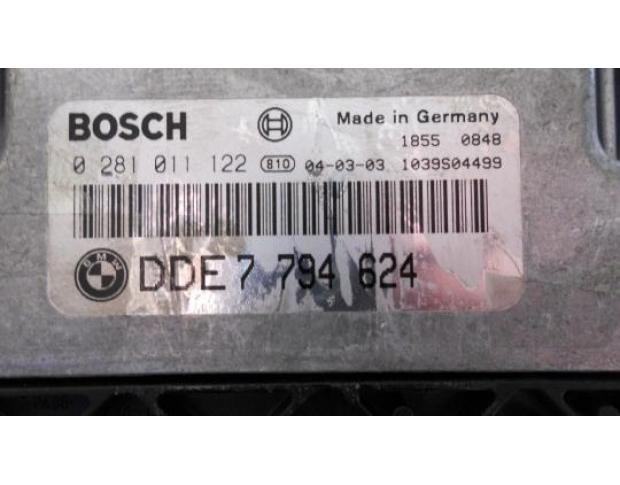 BOSCH
Made in Germany
1855 0848
0 281 011 122 810 04-03-03 1039S04499
BMW DDE 7 794 624